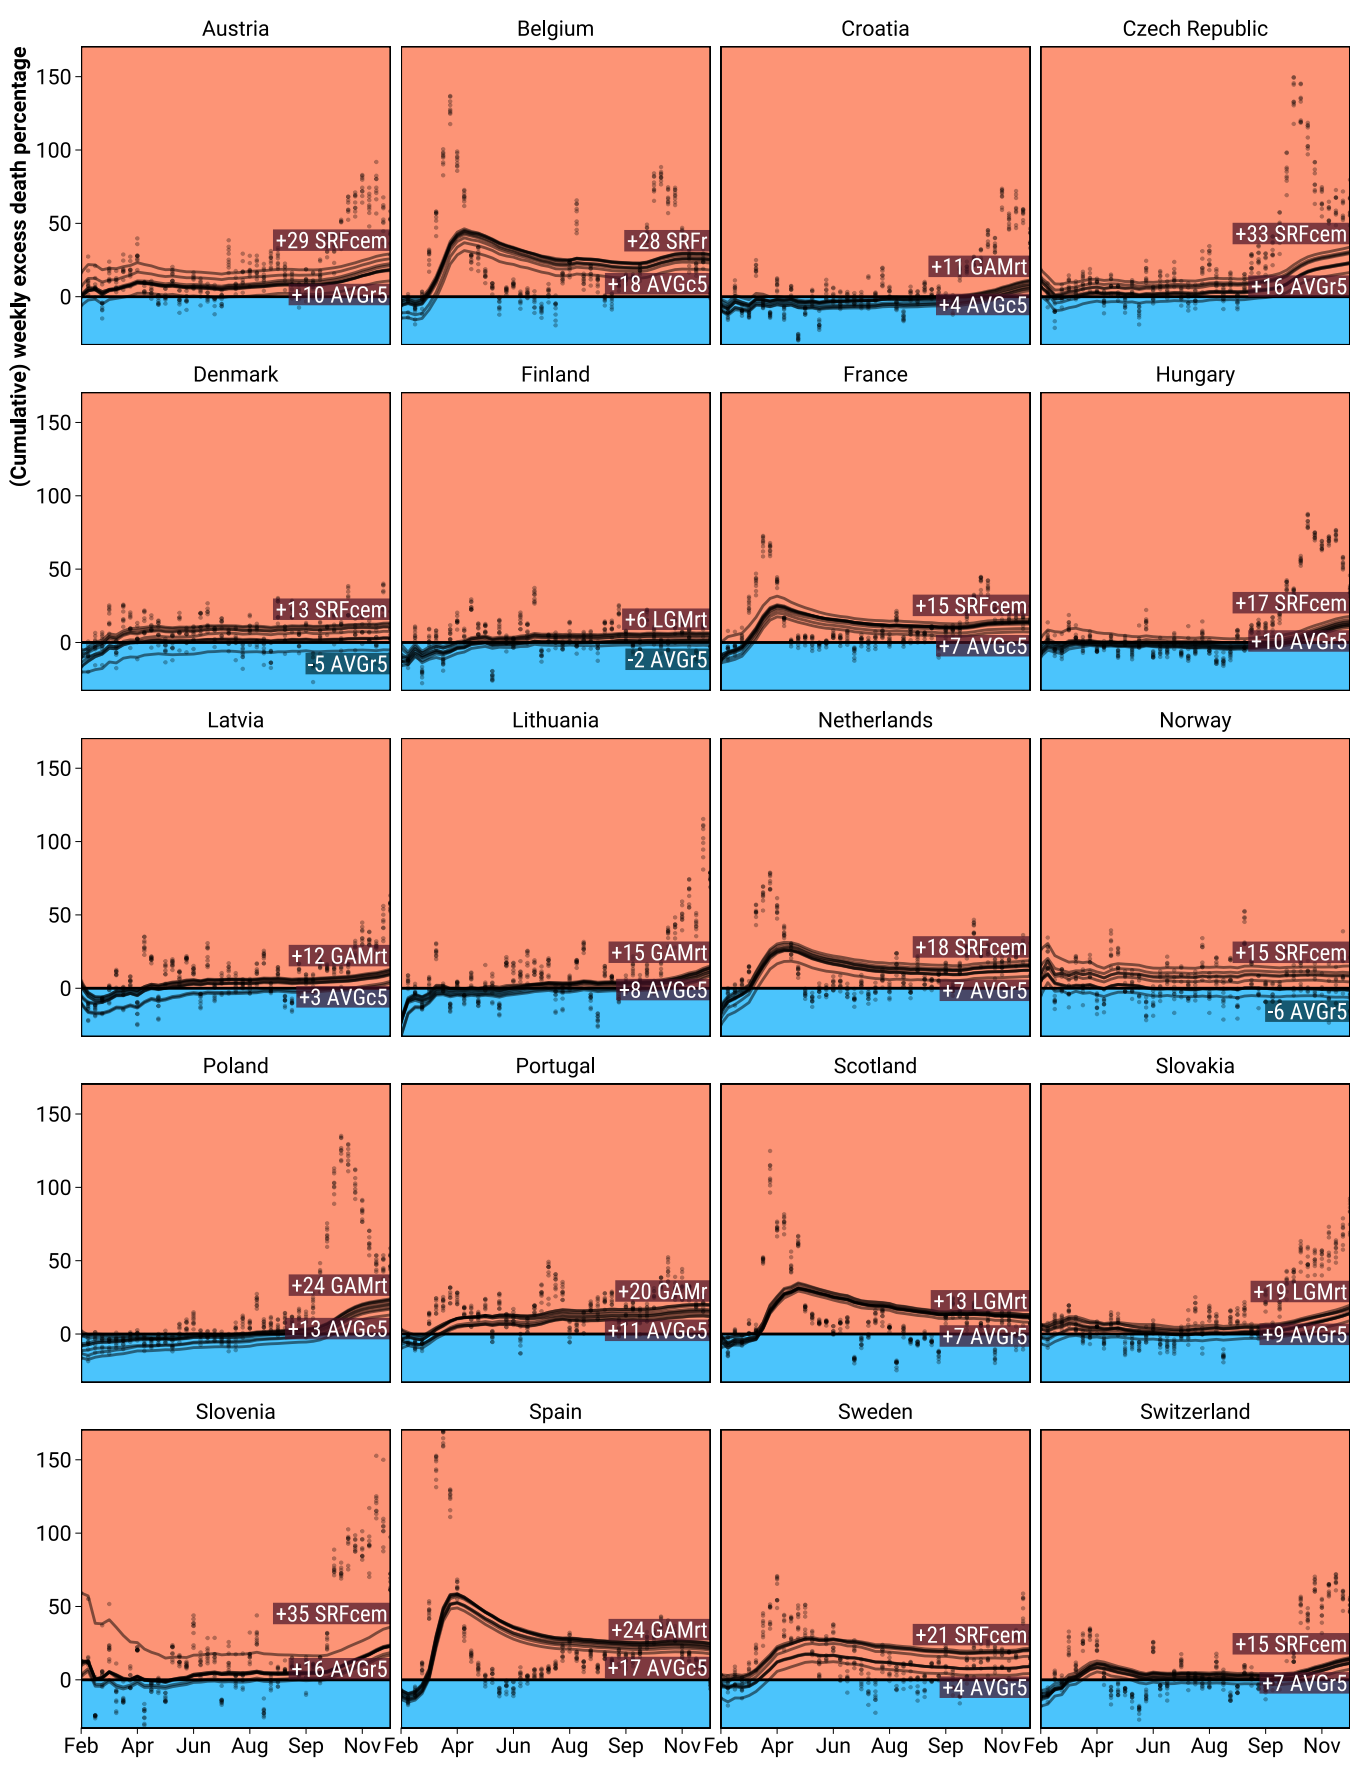 (Cumulative) weekly excess death percentage
Austria
Belgium
Croatia
Czech Republic
150
100
50
0
+29 SRFcem
+10 AVGr5
+28 SRFr
+18 AVGc5
+11 GAMrt
+4 AVGc5
+33 SRFcem
+16 AVGr5
Denmark
Finland
France
Hungary
150
100
50
0
+13 SRFcem
-5 AVGr5
+6 LGMrt
-2 AVGr5
+15 SRFcem
+7 AVGc5
+17 SRFcem
+10 AVGr5
Latvia
Lithuania
Netherlands
Norway
150
100
50
0
+12 GAMrt
+3 AVGc5
+15 GAMrt
+8 AVGc5
+18 SRFcem
+7 AVGr5
+15 SRFcem
-6 AVGr5
Poland
Portugal
Scotland
Slovakia
150
100
50
0
+24 GAMrt
+13 AVGc5
+20 GAMr
+11 AVGc5
+13 LGMrt
+7 AVGr5
+19 LGMrt
+9 AVGr5
Slovenia
Spain
Sweden
Switzerland
150
100
50
0
+35 SRFcem
+16 AVGr5
+24 GAMrt
+17 AVGc5
+21 SRFcem
+4 AVGr5
+15 SRFcem
+7 AVGr5
Feb Apr Jun Aug Sep Nov
Feb Apr Jun Aug Sep Nov
Feb Apr Jun Aug Sep Nov
Feb Apr Jun Aug Sep Nov